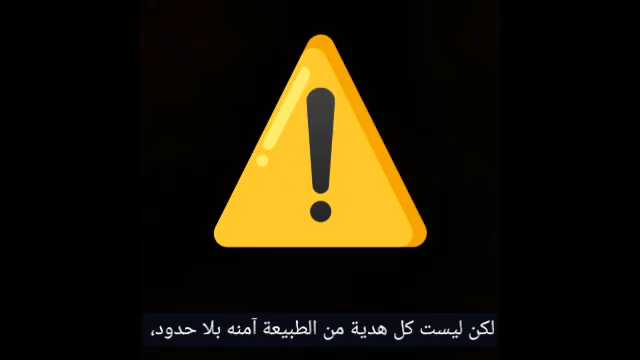 لكن ليست كل هدية من الطبيعة آمنه بلا حدود،